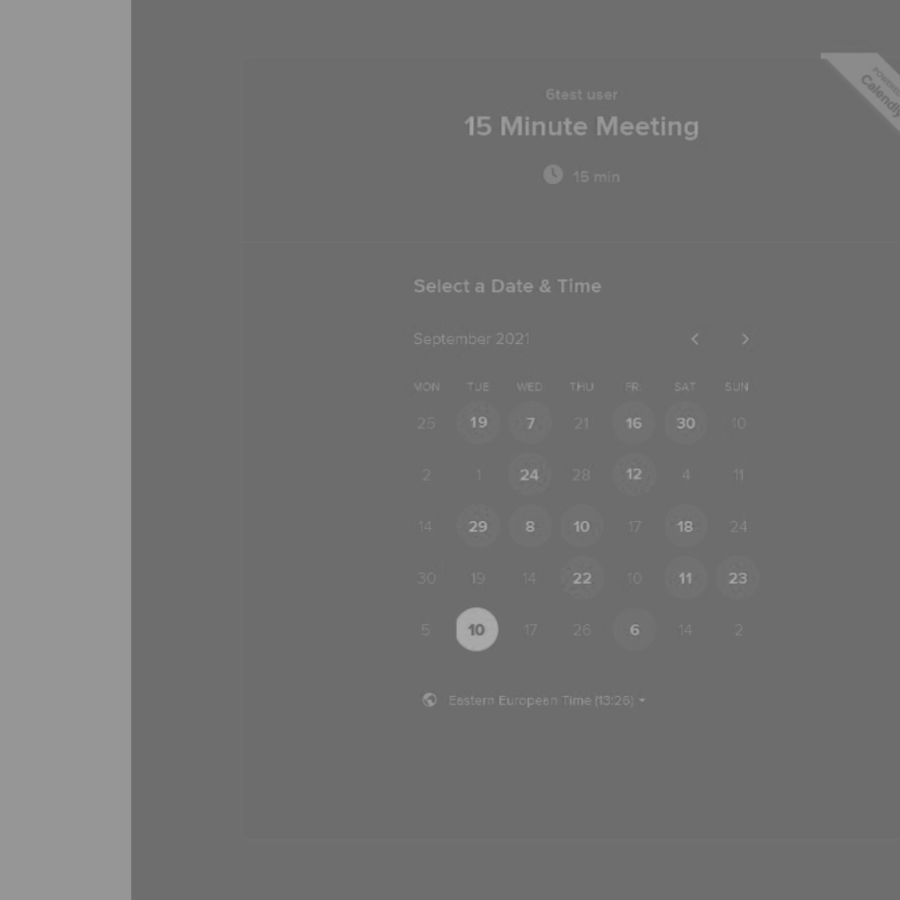 POWERED
Calendly
6test user
15 Minute Meeting
15 min
Select a Date & Time
September 2021
MON TUE WED THU FRI SAT SUN
25 19 7 21 16 30 10
2 1 24 28 12 4 11
14 29 8 10 17 18 24
30 19 14 22 10 11 23
5 10 17 26 6 14 2
Eastern European Time (13:26)